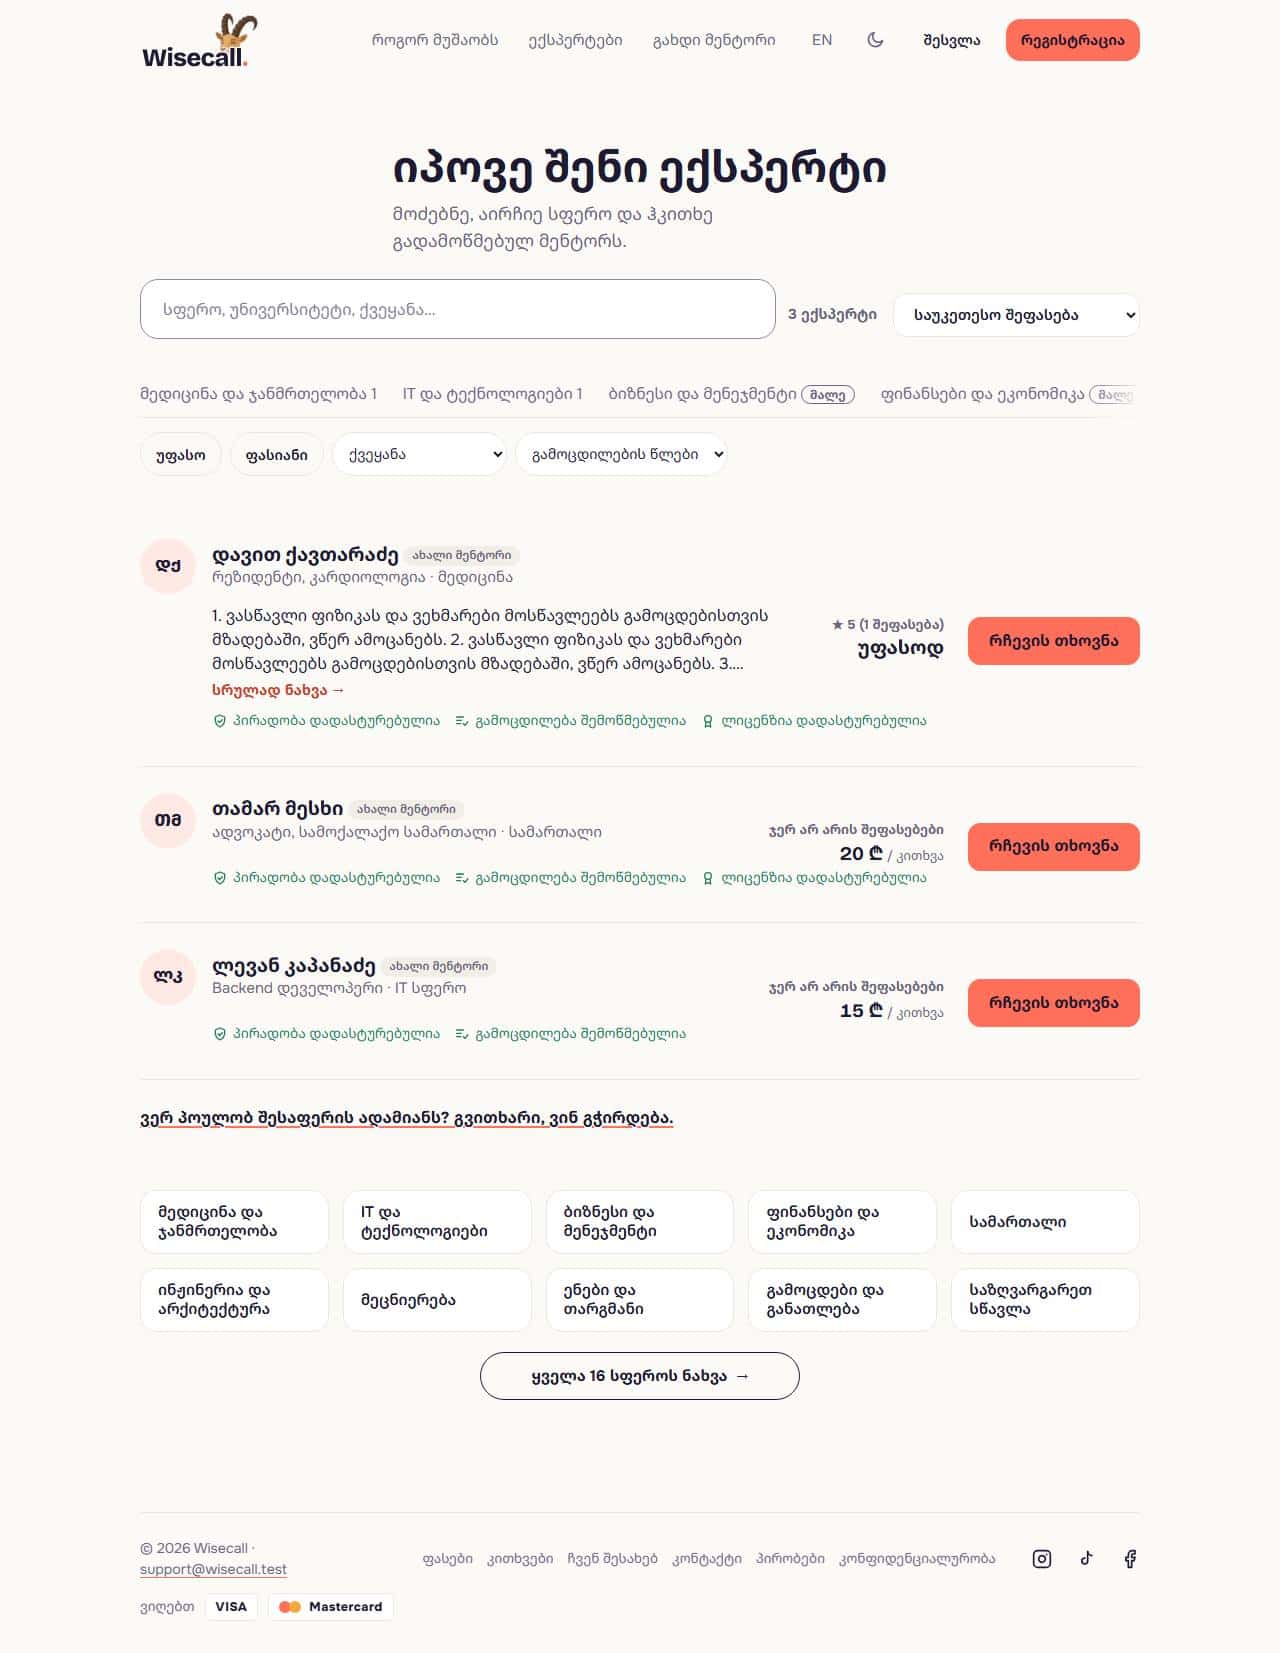 Wisecall.
როგორ მუშაობს
ექსპერტები
გახდი მენტორი
EN
შესვლა
რეგისტრაცია
იპოვე შენი ექსპერტი
მოძებნე, აირჩიე სფერო და ჰკითხე
გადამოწმებულ მენტორს.
სფერო, უნივერსიტეტი, ქვეყანა...
3 ექსპერტი
საუკეთესო შეფასება
მედიცინა და ჯანმრთელობა 1
IT და ტექნოლოგიები 1
ბიზნესი და მენეჯმენტი მალე
ფინანსები და ეკონომიკა მალე
უფასო
ფასიანი
ქვეყანა
გამოცდილების წლები
დქ
დავით ქავთარაძე ახალი მენტორი
რეზიდენტი, კარდიოლოგია · მედიცინა
1. ვასწავლი ფიზიკას და ვეხმარები მოსწავლეებს გამოცდებისთვის
მზადებაში, ვწერ ამოცანებს. 2. ვასწავლი ფიზიკას და ვეხმარები
მოსწავლეებს გამოცდებისთვის მზადებაში, ვწერ ამოცანებს. 3....
სრულად ნახვა →
★ 5 (1 შეფასება)
უფასოდ
რჩევის თხოვნა
პირადობა დადასტურებულია
გამოცდილება შემოწმებულია
ლიცენზია დადასტურებულია
თმ
თამარ მესხი ახალი მენტორი
ადვოკატი, სამოქალაქო სამართალი · სამართალი
ჯერ არ არის შეფასებები
20 ₾ / კითხვა
რჩევის თხოვნა
პირადობა დადასტურებულია
გამოცდილება შემოწმებულია
ლიცენზია დადასტურებულია
ლკ
ლევან კაპანაძე ახალი მენტორი
Backend დეველოპერი · IT სფერო
ჯერ არ არის შეფასებები
15 ₾ / კითხვა
რჩევის თხოვნა
პირადობა დადასტურებულია
გამოცდილება შემოწმებულია
ვერ პოულობ შესაფერის ადამიანს? გვითხარი, ვინ გჭირდება.
მედიცინა და
ჯანმრთელობა
IT და
ტექნოლოგიები
ბიზნესი და
მენეჯმენტი
ფინანსები და
ეკონომიკა
სამართალი
ინჟინერია და
არქიტექტურა
მეცნიერება
ენები და
თარგმანი
გამოცდები და
განათლება
საზღვარგარეთ
სწავლა
ყველა 16 სფეროს ნახვა →
© 2026 Wisecall ·
support@wisecall.test
ფასები
კითხვები
ჩვენ შესახებ
კონტაქტი
პირობები
კონფიდენციალურობა
ვიღებთ
VISA
Mastercard